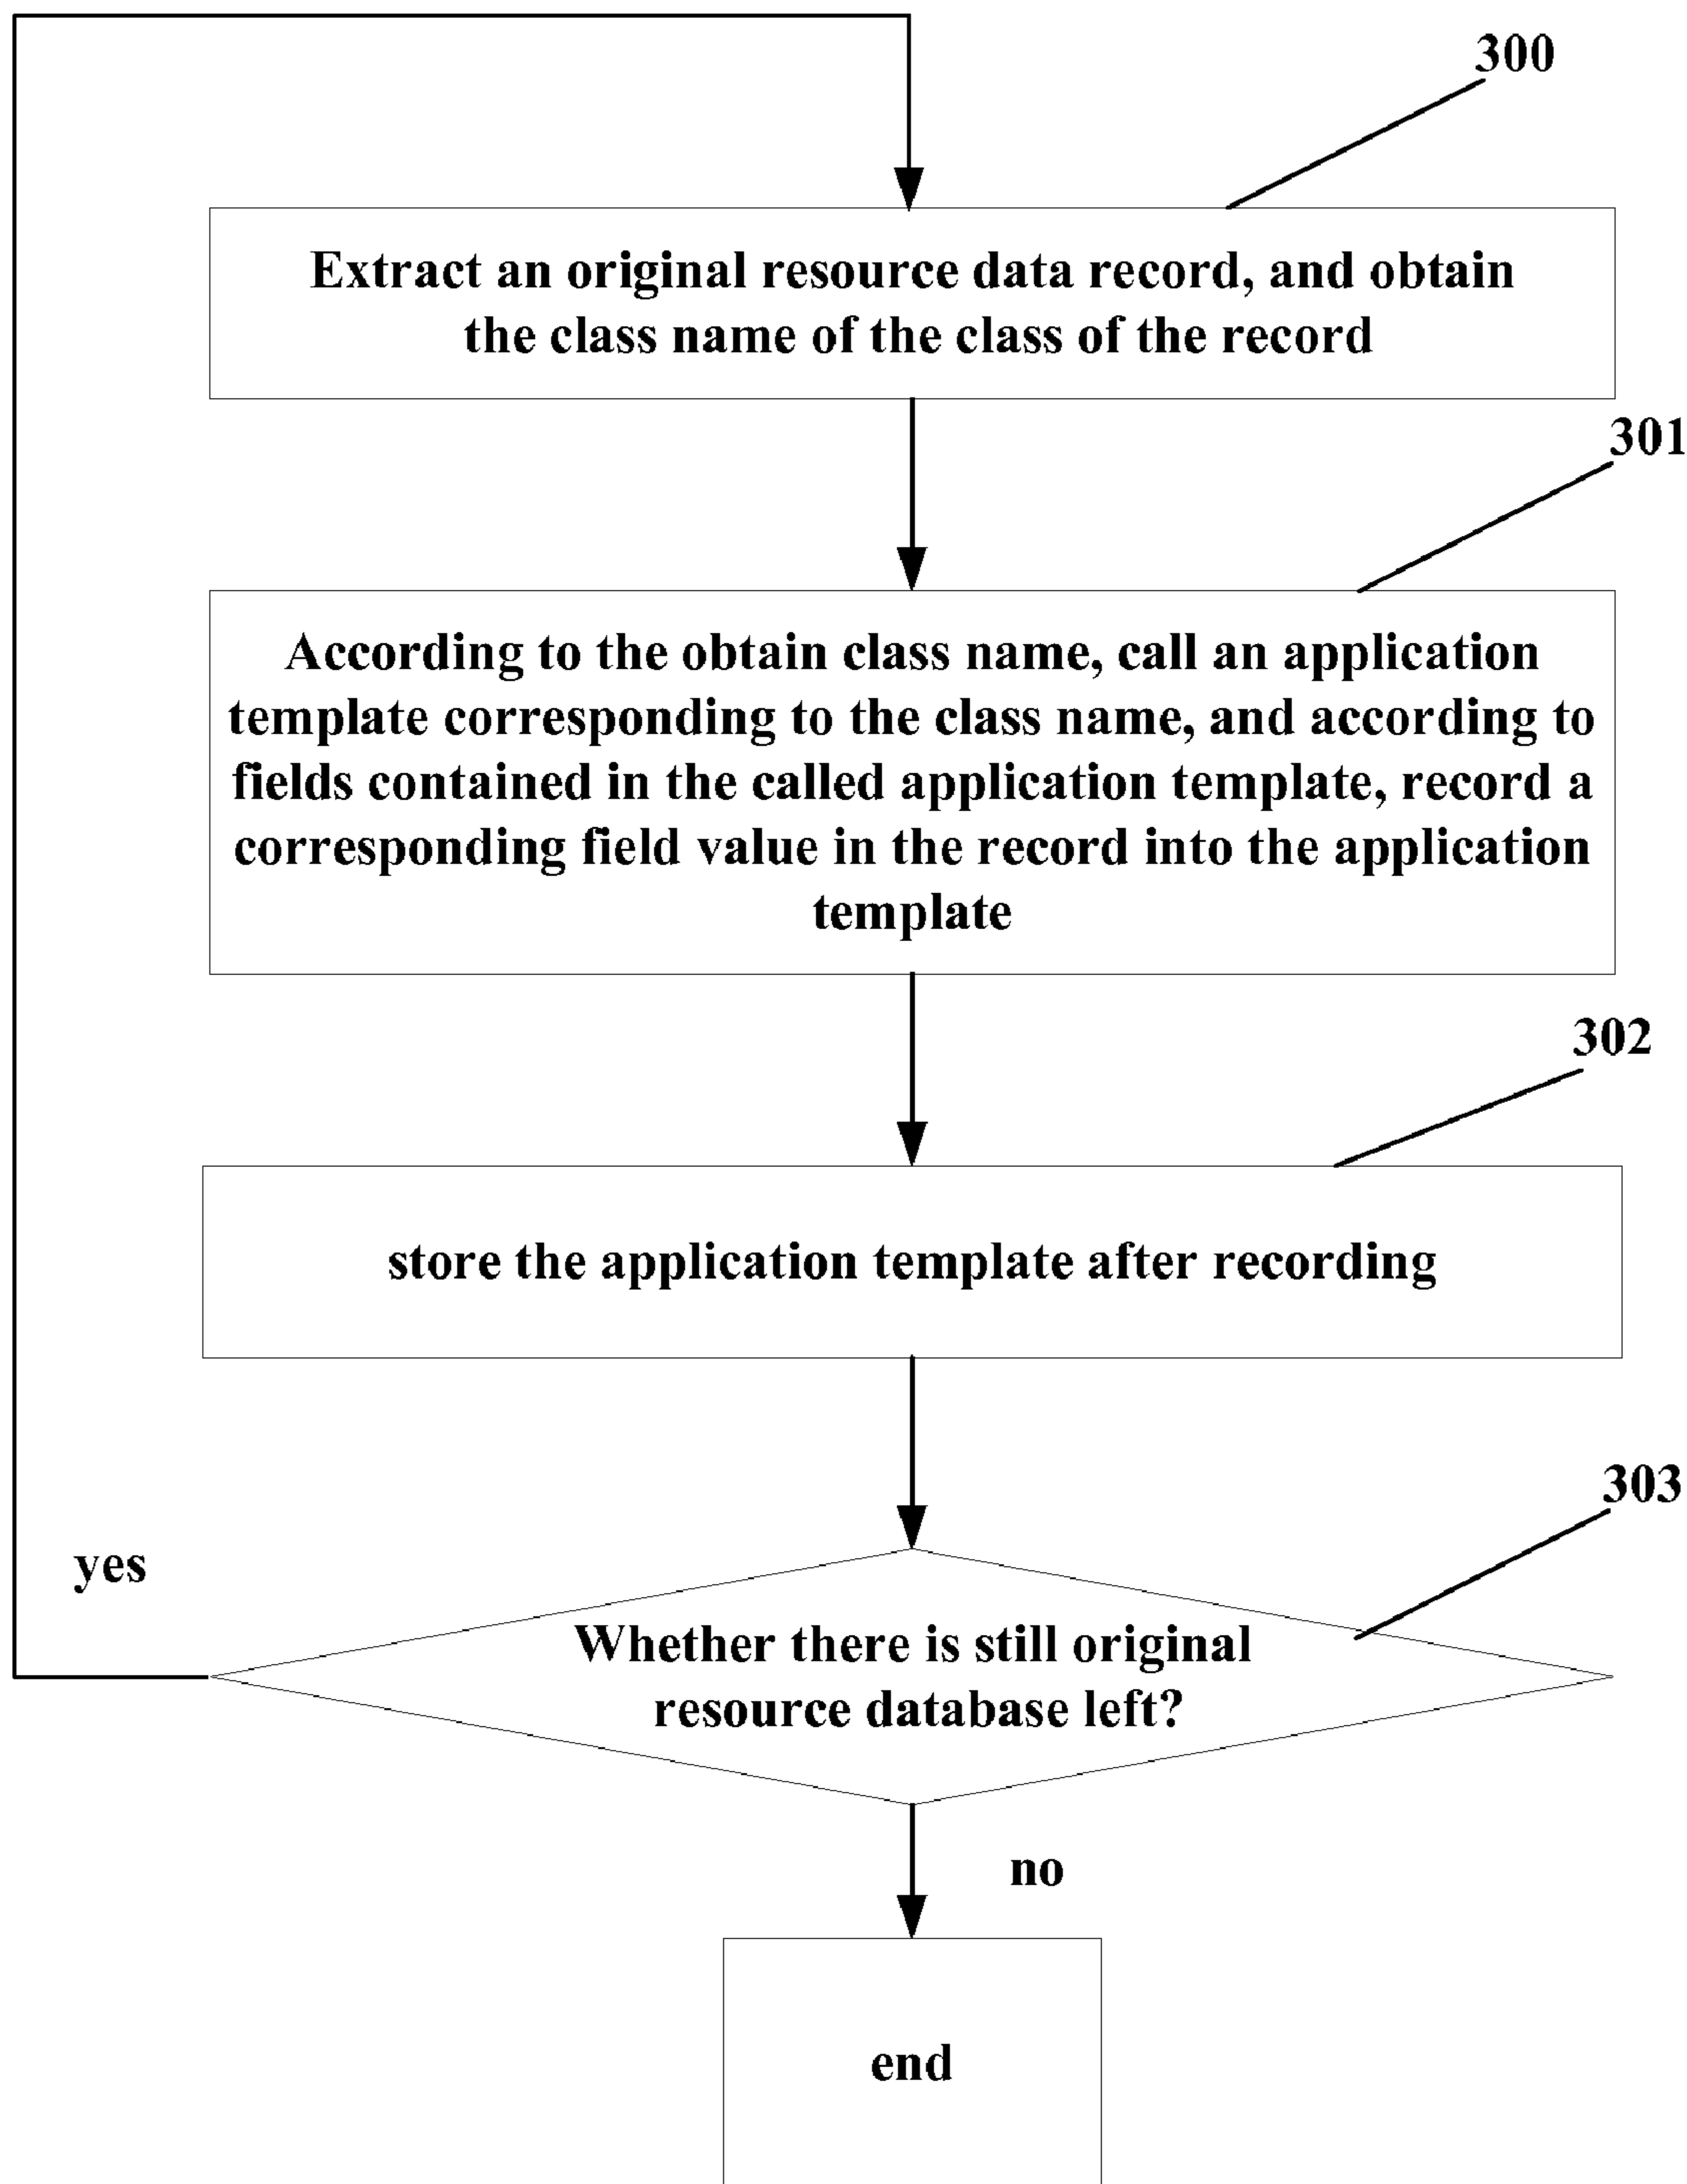 300
Extract an original resource data record, and obtain
the class name of the class of the record
301
According to the obtain class name, call an application
template corresponding to the class name, and according to
fields contained in the called application template, record a
corresponding field value in the record into the application
template
302
store the application template after recording
303
yes
Whether there is still original
resource database left?
no
end